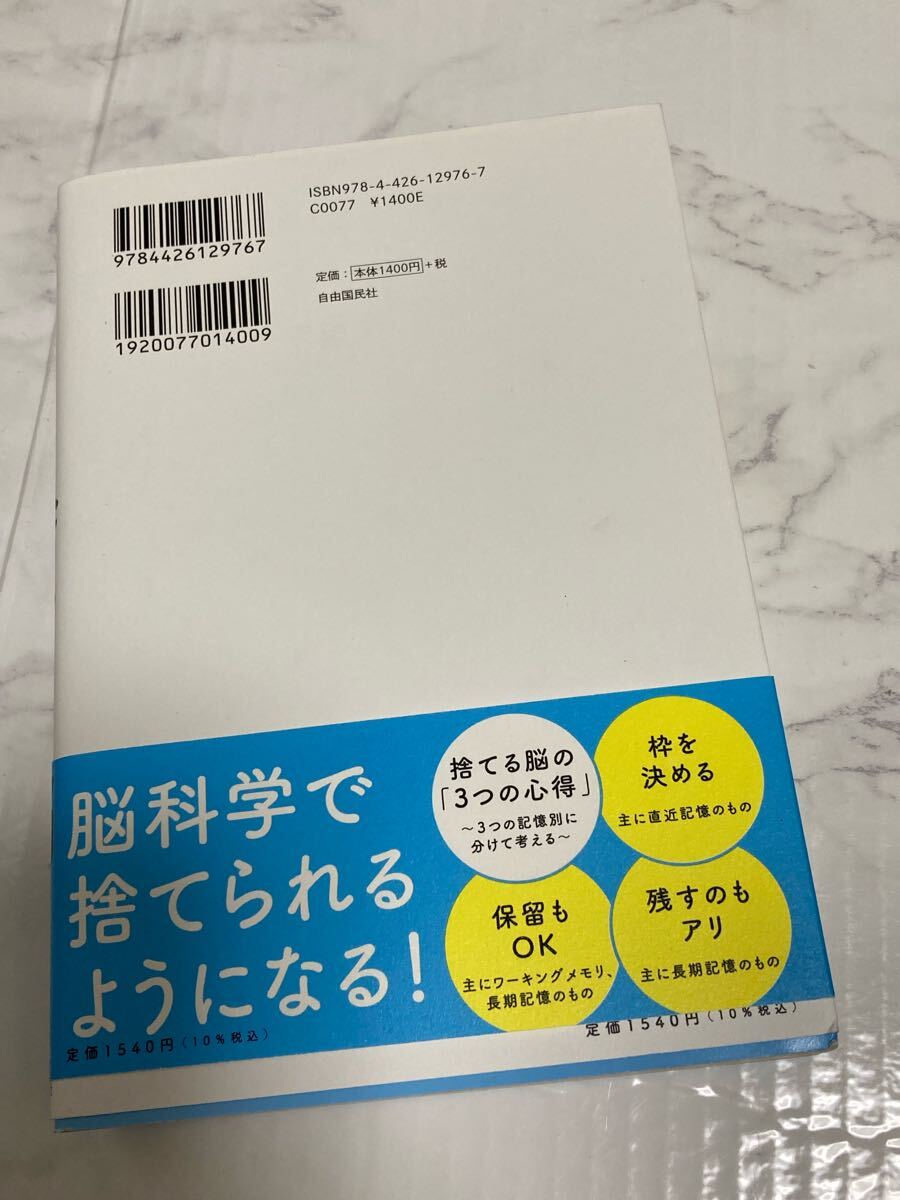 ISBN978-4-426-12976-7
C0077 ¥1400E
9784426129767
定価：本体1400円+税
自由国民社
1920077014009
脳科学で
捨てられる
ようになる！
捨てる脳の
「3つの心得」
～3つの記憶別に
分けて考える～
枠を
決める
主に直近記憶のもの
保留も
OK
主にワーキングメモリ、
長期記憶のもの
残すのも
アリ
主に長期記憶のもの
定価1540円（10%税込）
定価1540円（10%税込）